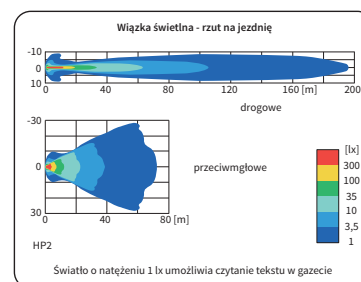 Wiązka świetlna - rzut na jezdnię
-10
0
10
0 40 80 120 160 [m] 200
drogowe
-30
0
30
0 40 80 [m]
przeciwmgłowe
[lx]
300
100
35
10
3,5
1
HP2
Światło o natężeniu 1 lx umożliwia czytanie tekstu w gazecie